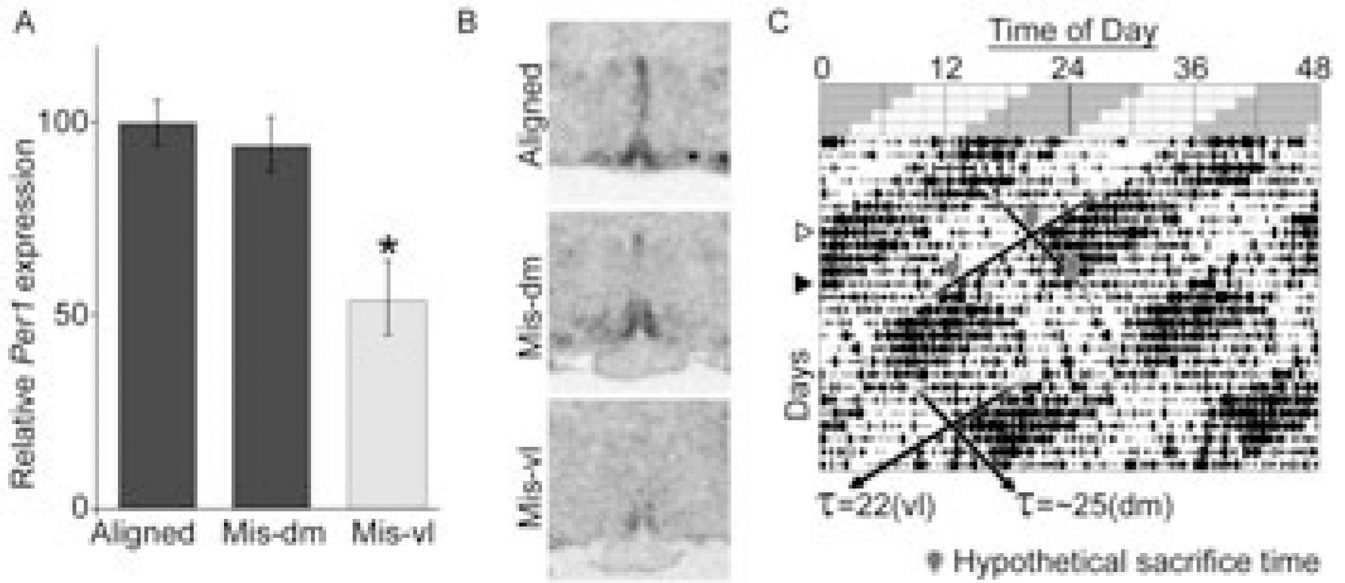 A
Relative Per1 expression
100
50
0
Aligned Mis-dm Mis-vl
*
B
Aligned
Mis-dm
Mis-vl
C
Time of Day
0 12 24 36 48
Days
τ=22(vl) τ=~25(dm)
Hypothetical sacrifice time